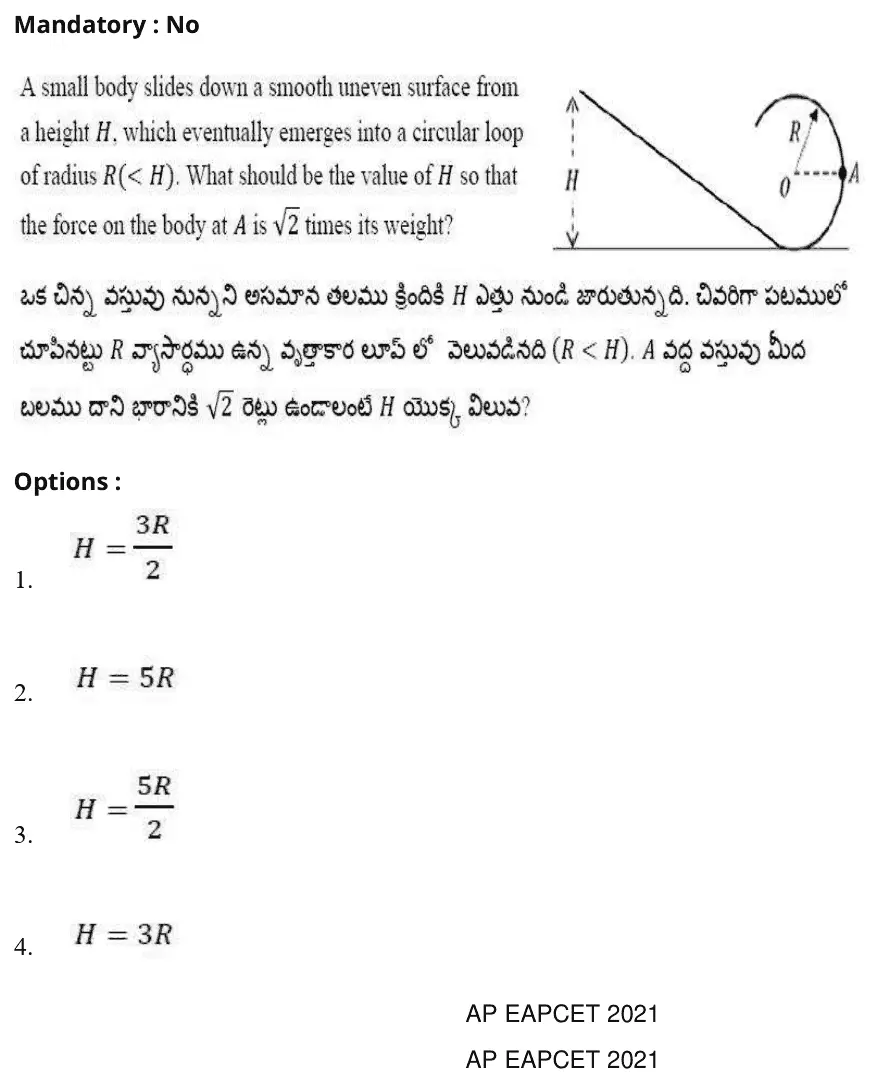 Mandatory : No
A small body slides down a smooth uneven surface from
a height H, which eventually emerges into a circular loop
of radius R(< H). What should be the value of H so that
the force on the body at A is √2 times its weight?
H
R
O
A
ఒక చిన్న వస్తువు నున్నని అసమాన తలము క్రిందికి H ఎత్తు నుండి జారుతున్నది. చివరిగా పటములో
చూపినట్టు R వ్యాసార్ధము ఉన్న వృత్తాకార లూప్ లో వెలువడినది (R < H). A వద్ద వస్తువు మీద
బలము దాని భారానికి √2 రెట్లు ఉండాలంటే H యొక్క విలువ?
Options :
1. H = 3R/2
2. H = 5R
3. H = 5R/2
4. H = 3R
AP EAPCET 2021
AP EAPCET 2021